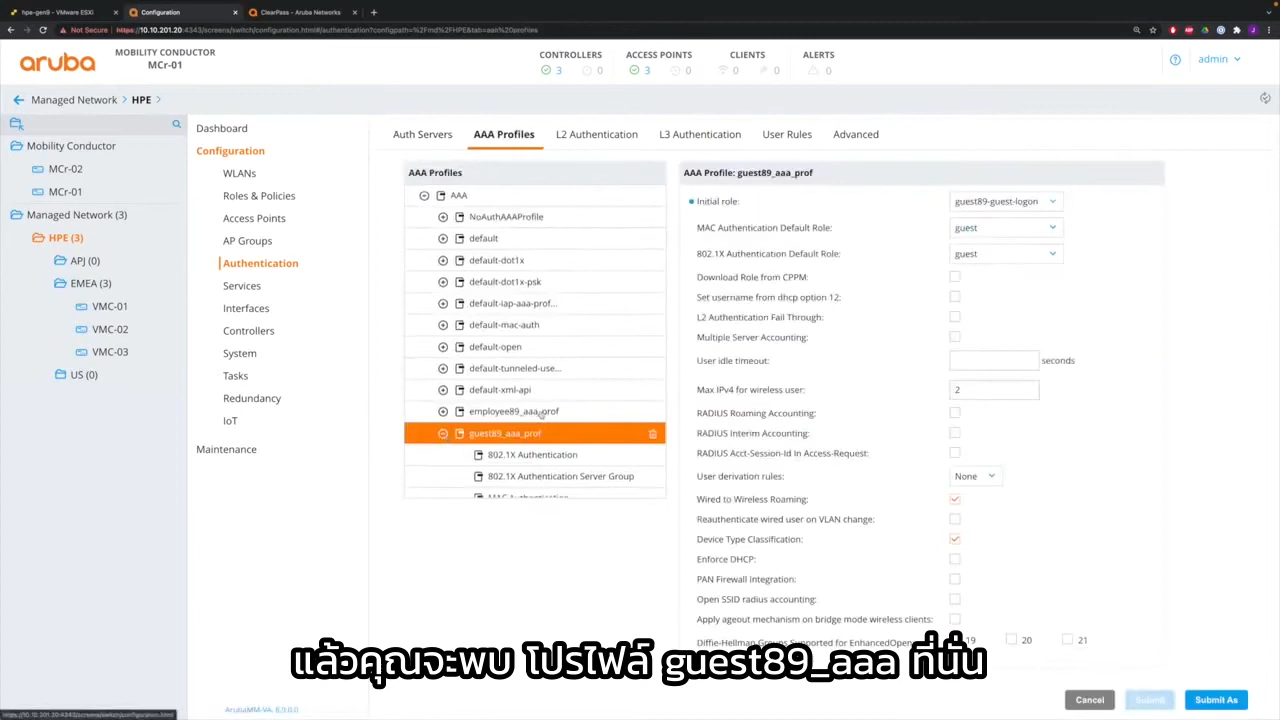 hpe-gen9 - VMware ESXi
Configuration
ClearPass - Aruba Networks
Not Secure
https://10.10.201.20:4343/screens/switch/configuration.html#/authentication?configpath=%2Fmd%2FHPE&tab=aaa%20profiles
aruba
MOBILITY CONDUCTOR
MCr-01
CONTROLLERS
3 0
ACCESS POINTS
3 0
CLIENTS
0 0
ALERTS
0
admin
Managed Network > HPE >
Mobility Conductor
MCr-02
MCr-01
Managed Network (3)
HPE (3)
APJ (0)
EMEA (3)
VMC-01
VMC-02
VMC-03
US (0)
Dashboard
Configuration
WLANs
Roles & Policies
Access Points
AP Groups
Authentication
Services
Interfaces
Controllers
System
Tasks
Redundancy
IoT
Maintenance
ArubaMM-VA, 8.9.0.0
Auth Servers
AAA Profiles
L2 Authentication
L3 Authentication
User Rules
Advanced
AAA Profiles
AAA
NoAuthAAAProfile
default
default-dot1x
default-dot1x-psk
default-iap-aaa-prof...
default-mac-auth
default-open
default-tunneled-use...
default-xml-api
employee89_aaa_prof
guest89_aaa_prof
802.1X Authentication
802.1X Authentication Server Group
MAC Authentication
AAA Profile: guest89_aaa_prof
Initial role: guest89-guest-logon
MAC Authentication Default Role: guest
802.1X Authentication Default Role: guest
Download Role from CPPM:
Set username from dhcp option 12:
L2 Authentication Fail Through:
Multiple Server Accounting:
User idle timeout: seconds
Max IPv4 for wireless user: 2
RADIUS Roaming Accounting:
RADIUS Interim Accounting:
RADIUS Acct-Session-Id In Access-Request:
User derivation rules: None
Wired to Wireless Roaming:
Reauthenticate wired user on VLAN change:
Device Type Classification:
Enforce DHCP:
PAN Firewall Integration:
Open SSID radius accounting:
Apply ageout mechanism on bridge mode wireless clients:
Diffie-Hellman Groups Supported for EnhancedOpen 19 20 21
แล้วคุณจะพบ โปรไฟล์ guest89_aaa ที่นั่น
Cancel
Submit
Submit As